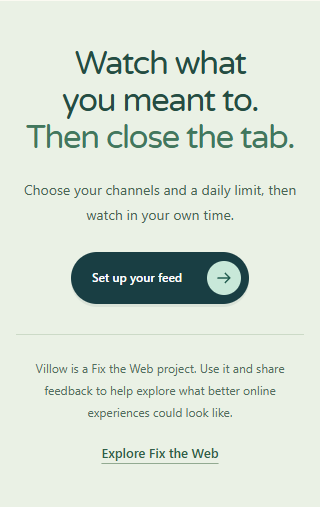 Watch what
you meant to.
Then close the tab.
Choose your channels and a daily limit, then
watch in your own time.
Set up your feed
Villow is a Fix the Web project. Use it and share
feedback to help explore what better online
experiences could look like.
Explore Fix the Web